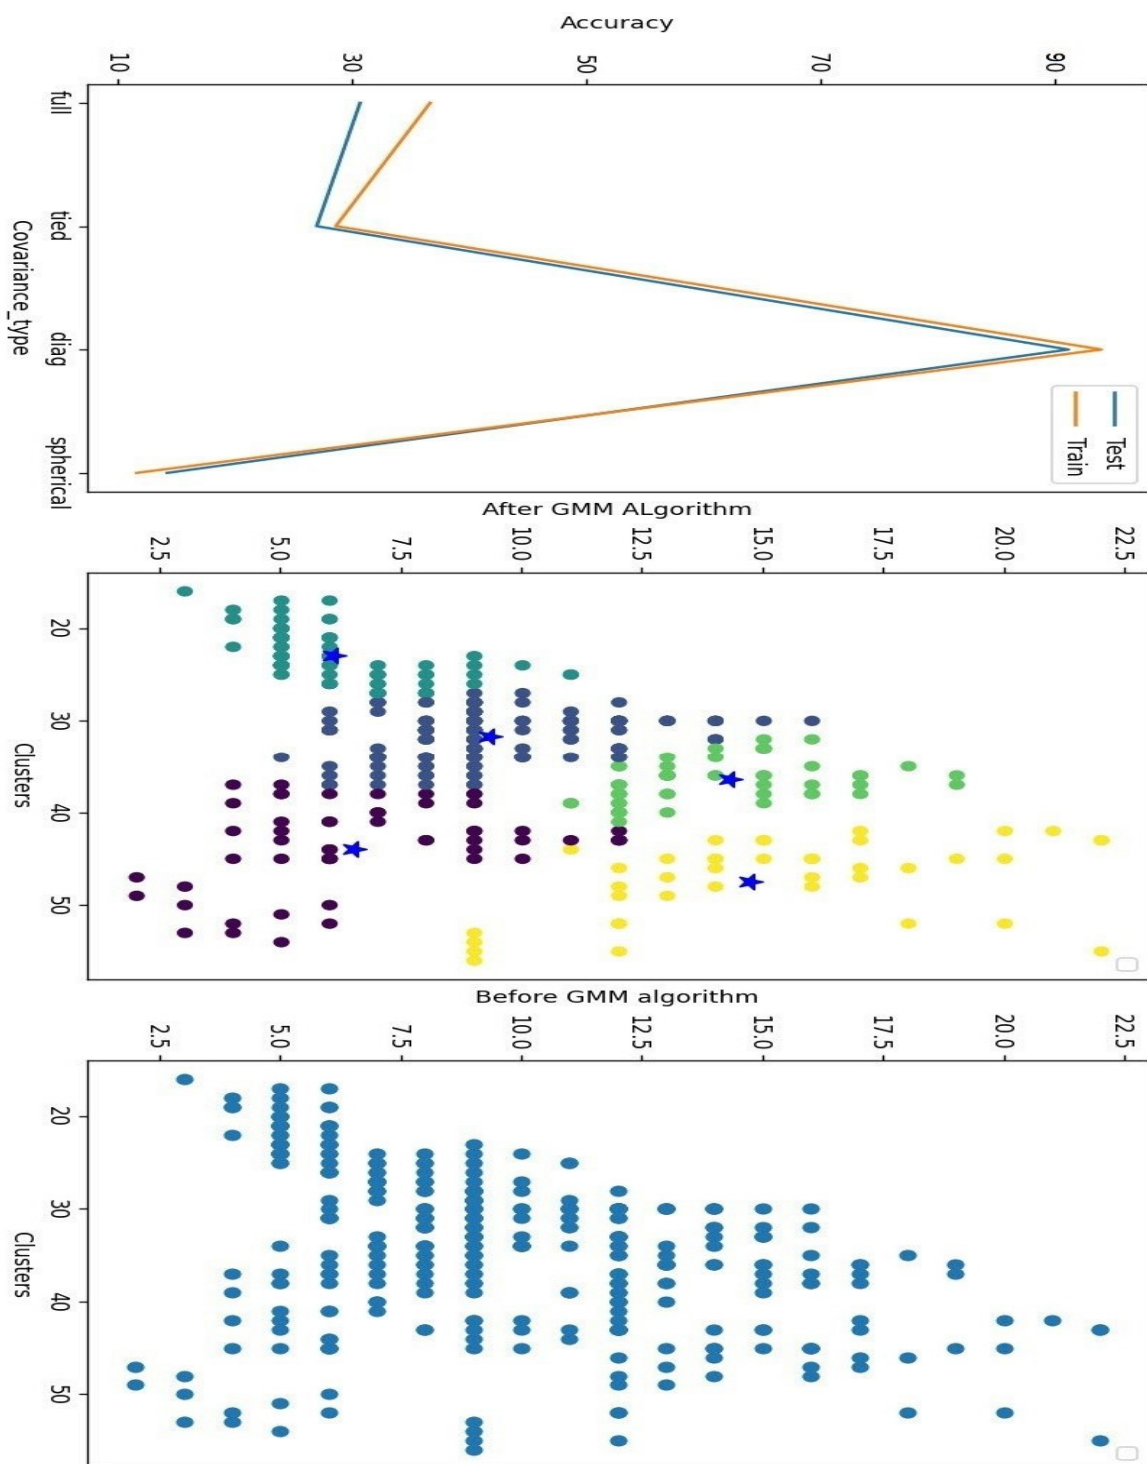 Accuracy
10
30
50
70
90
full
tied
diag
spherical
Covariance_type
Test
Train
After GMM ALgorithm
2.5
5.0
7.5
10.0
12.5
15.0
17.5
20.0
22.5
20
30
40
50
Clusters
Before GMM algorithm
2.5
5.0
7.5
10.0
12.5
15.0
17.5
20.0
22.5
20
30
40
50
Clusters